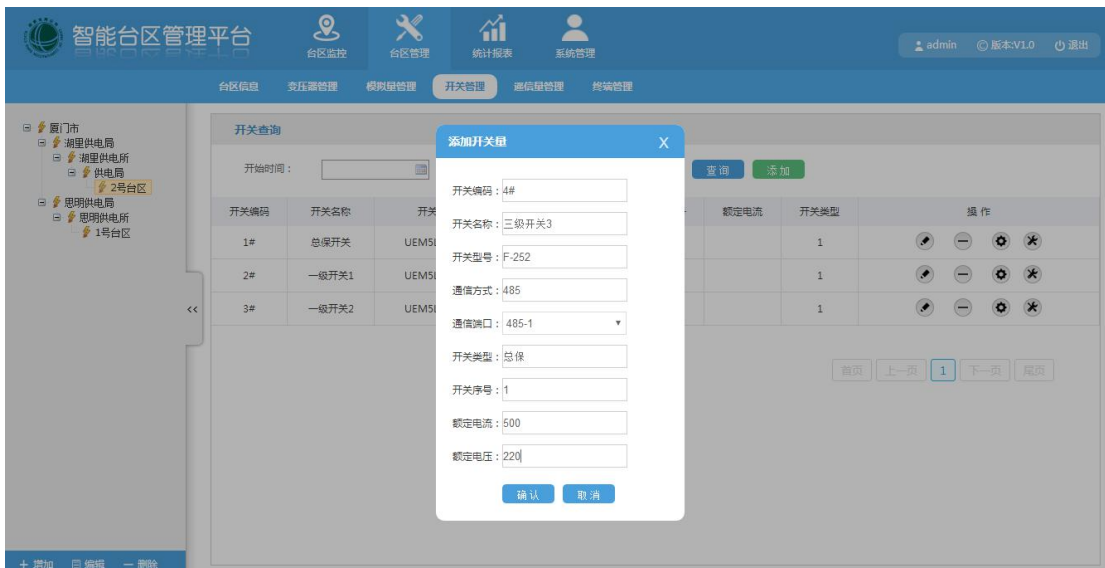 智能台区管理平台
台区监控
台区管理
统计报表
系统管理
admin
© 版本:V1.0
退出
台区信息
变压器管理
模拟量管理
开关管理
遥信量管理
终端管理
厦门市
湖里供电局
湖里供电所
供电局
2号台区
思明供电局
思明供电所
1号台区
<<
+ 增加
编辑
一 删除
开关查询
开始时间：
查询
添加
开关编码 开关名称 开关 额定电流 开关类型 操作
1# 总保开关 UEM5 1
2# 一级开关1 UEM5 1
3# 一级开关2 UEM5 1
首页 上一页 1 下一页 尾页
添加开关量 X
开关编码：4#
开关名称：三级开关3
开关型号：F-252
通信方式：485
通信端口：485-1
开关类型：总保
开关序号：1
额定电流：500
额定电压：220
确认
取消